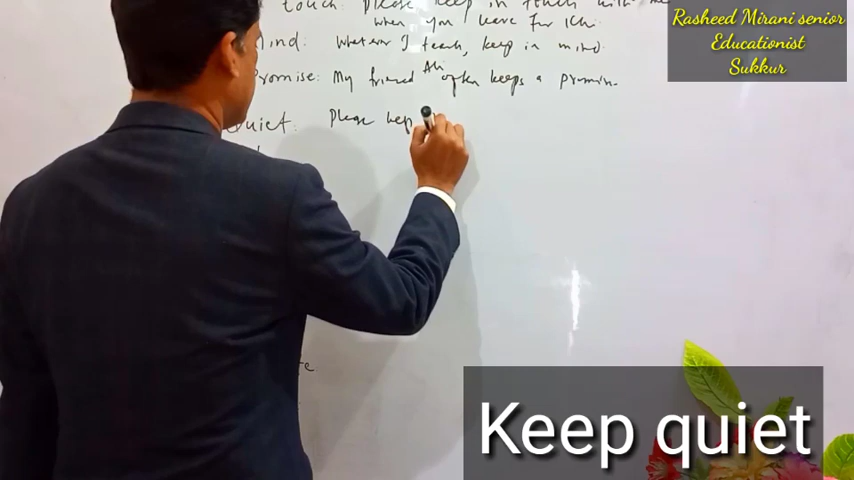 touch: Please keep in touch with me
when you leave for Kh.
Mind: Whatever I teach, keep in mind.
Promise: My friend Ali often keeps a promise.
Quiet: Please keep
Rasheed Mirani senior
Educationist
Sukkur
Keep quiet